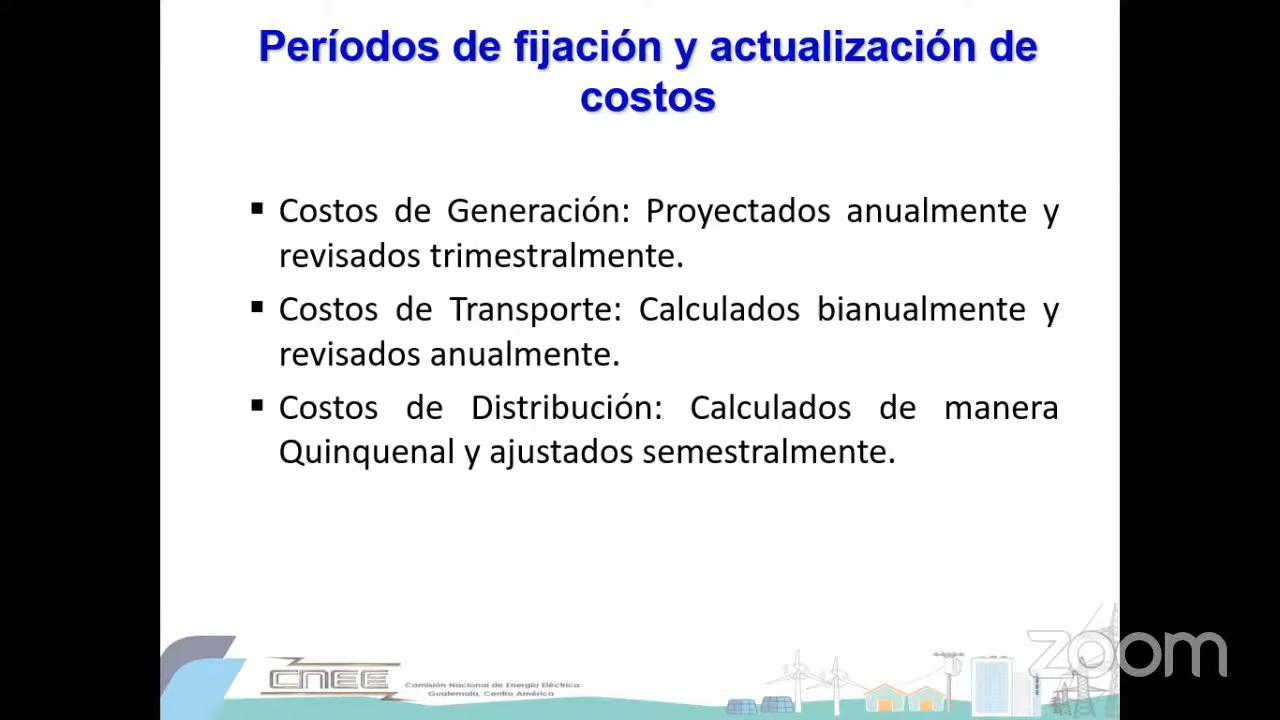 Períodos de fijación y actualización de
costos
▪ Costos de Generación: Proyectados anualmente y
revisados trimestralmente.
▪ Costos de Transporte: Calculados bianualmente y
revisados anualmente.
▪ Costos de Distribución: Calculados de manera
Quinquenal y ajustados semestralmente.
CNEE
Comisión Nacional de Energía Eléctrica
Guatemala, Centro América
zoom